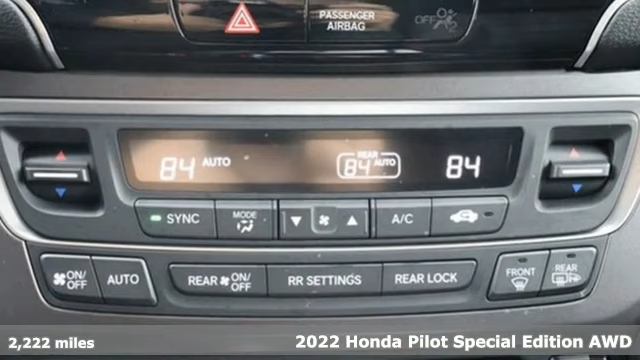 PASSENGER
AIRBAG
OFF
84 AUTO
REAR
84 AUTO
84
SYNC
MODE
A/C
ON/
OFF
AUTO
REAR ON/
OFF
RR SETTINGS
REAR LOCK
FRONT
REAR
2,222 miles
2022 Honda Pilot Special Edition AWD